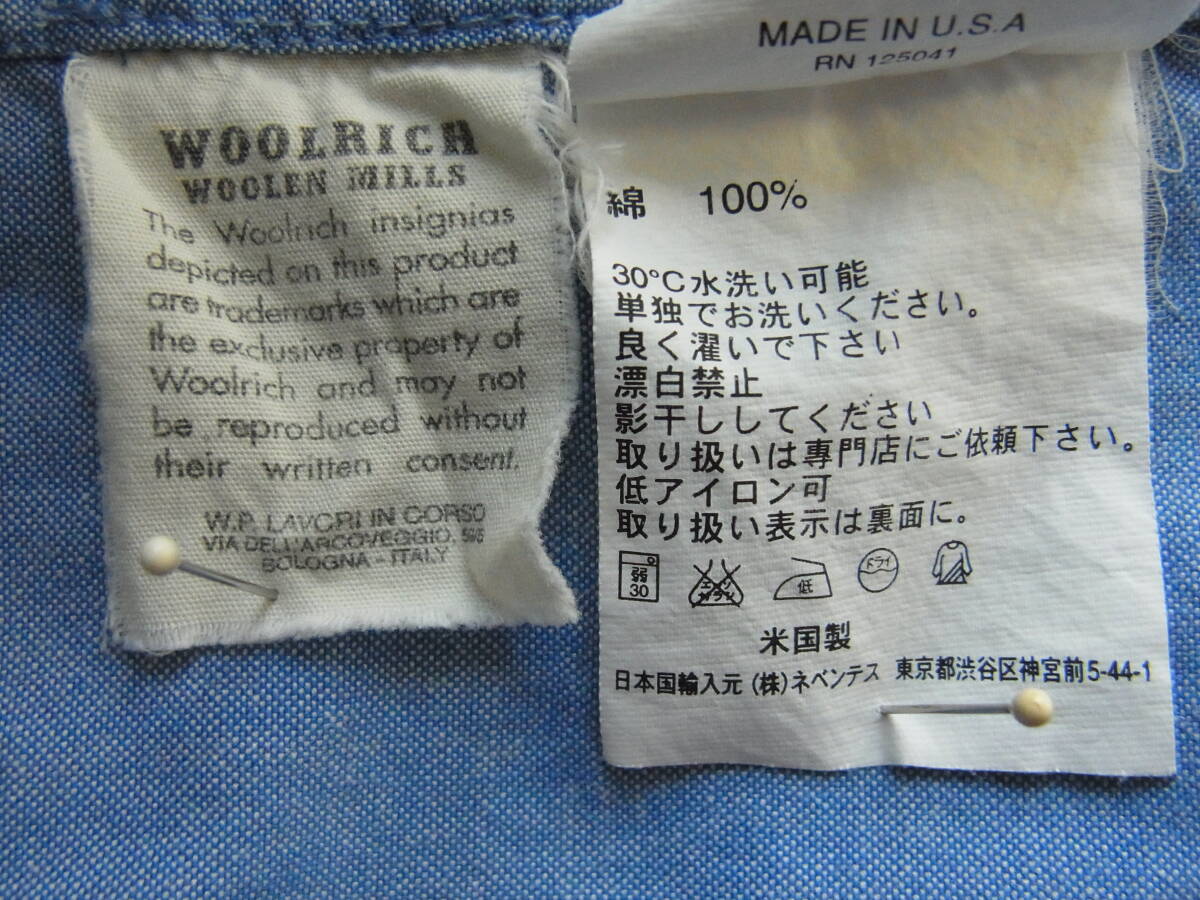 WOOLRICH
WOOLEN MILLS
The Woolrich insignias
depicted on this product
are trademarks which are
the exclusive property of
Woolrich and may not
be reproduced without
their written consent.
W.P. LAVORI IN CORSO
VIA DELL'ARCOVEGGIO,
BOLOGNA - ITALY
MADE IN U.S.A
RN 125041
綿 100%
30°C水洗い可能
単独でお洗いください。
良く濯いで下さい
漂白禁止
影干ししてください
取り扱いは専門店にご依頼下さい。
低アイロン可
取り扱い表示は裏面に。
弱
30
エンソ
サラシ
低
ドライ
米国製
日本国輸入元 (株)ネペンテス 東京都渋谷区神宮前5-44-1